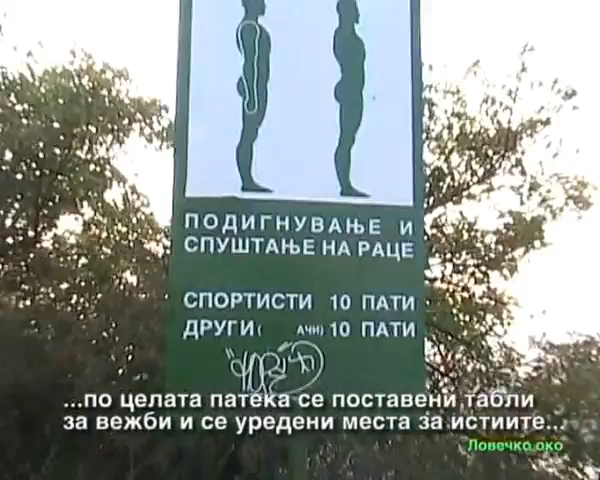 ПОДИГНУВАЊЕ И
СПУШТАЊЕ НА РАЦЕ
СПОРТИСТИ 10 ПАТИ
ДРУГИ( АЧИ) 10 ПАТИ
...по целата патека се поставени табли
за вежби и се уредени места за истиите...
Ловечко око